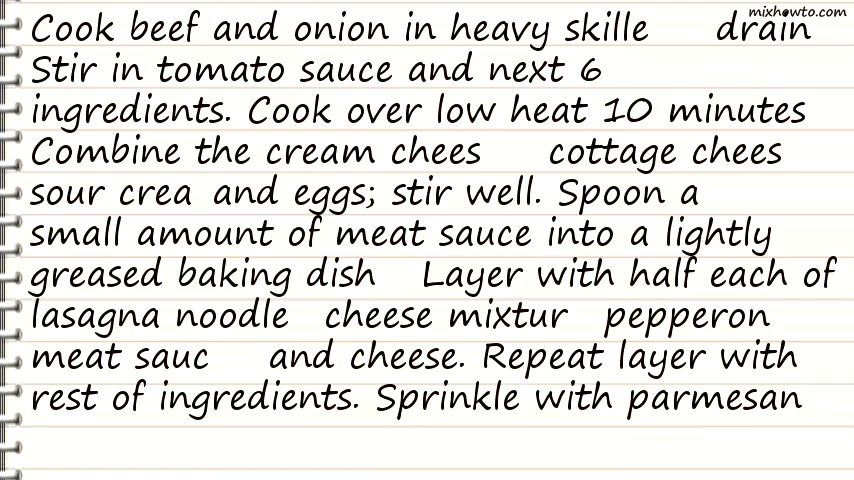 mixhowto.com
Cook beef and onion in heavy skille drain
Stir in tomato sauce and next 6
ingredients. Cook over low heat 10 minutes
Combine the cream chees cottage chees
sour crea and eggs; stir well. Spoon a
small amount of meat sauce into a lightly
greased baking dish Layer with half each of
lasagna noodle cheese mixtur pepperon
meat sauc and cheese. Repeat layer with
rest of ingredients. Sprinkle with parmesan